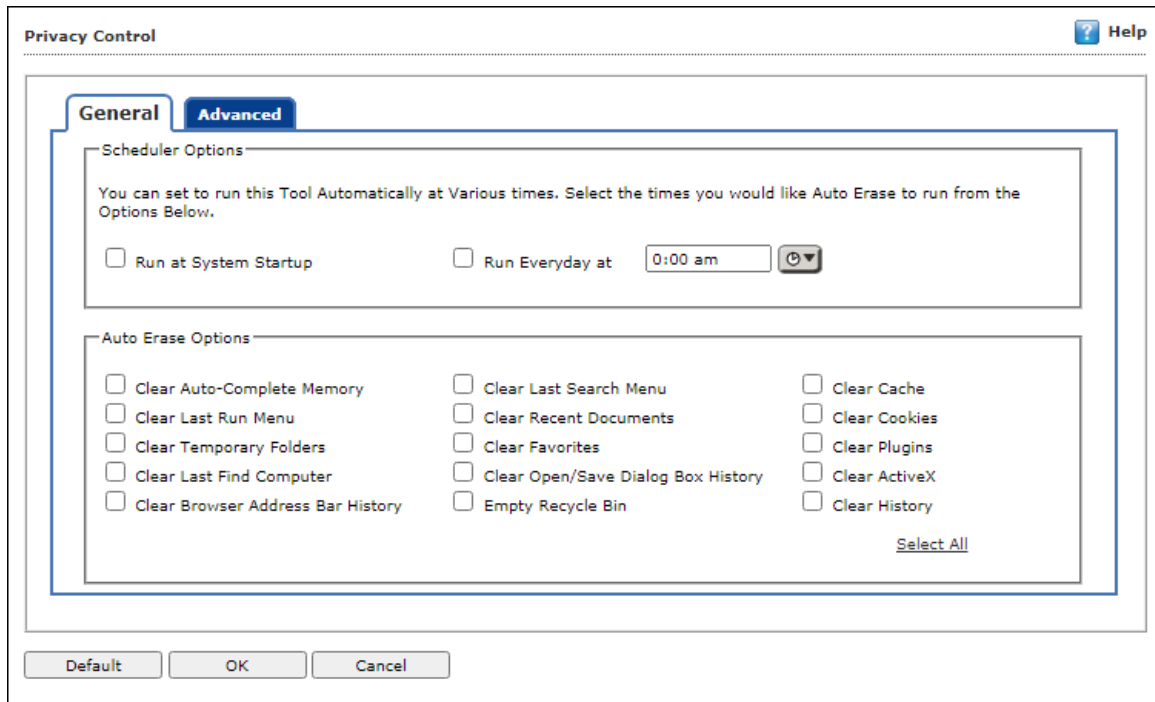 Privacy Control
? Help
General
Advanced
Scheduler Options
You can set to run this Tool Automatically at Various times. Select the times you would like Auto Erase to run from the
Options Below.
Run at System Startup
Run Everyday at
0:00 am
Auto Erase Options
Clear Auto-Complete Memory
Clear Last Search Menu
Clear Cache
Clear Last Run Menu
Clear Recent Documents
Clear Cookies
Clear Temporary Folders
Clear Favorites
Clear Plugins
Clear Last Find Computer
Clear Open/Save Dialog Box History
Clear ActiveX
Clear Browser Address Bar History
Empty Recycle Bin
Clear History
Select All
Default
OK
Cancel